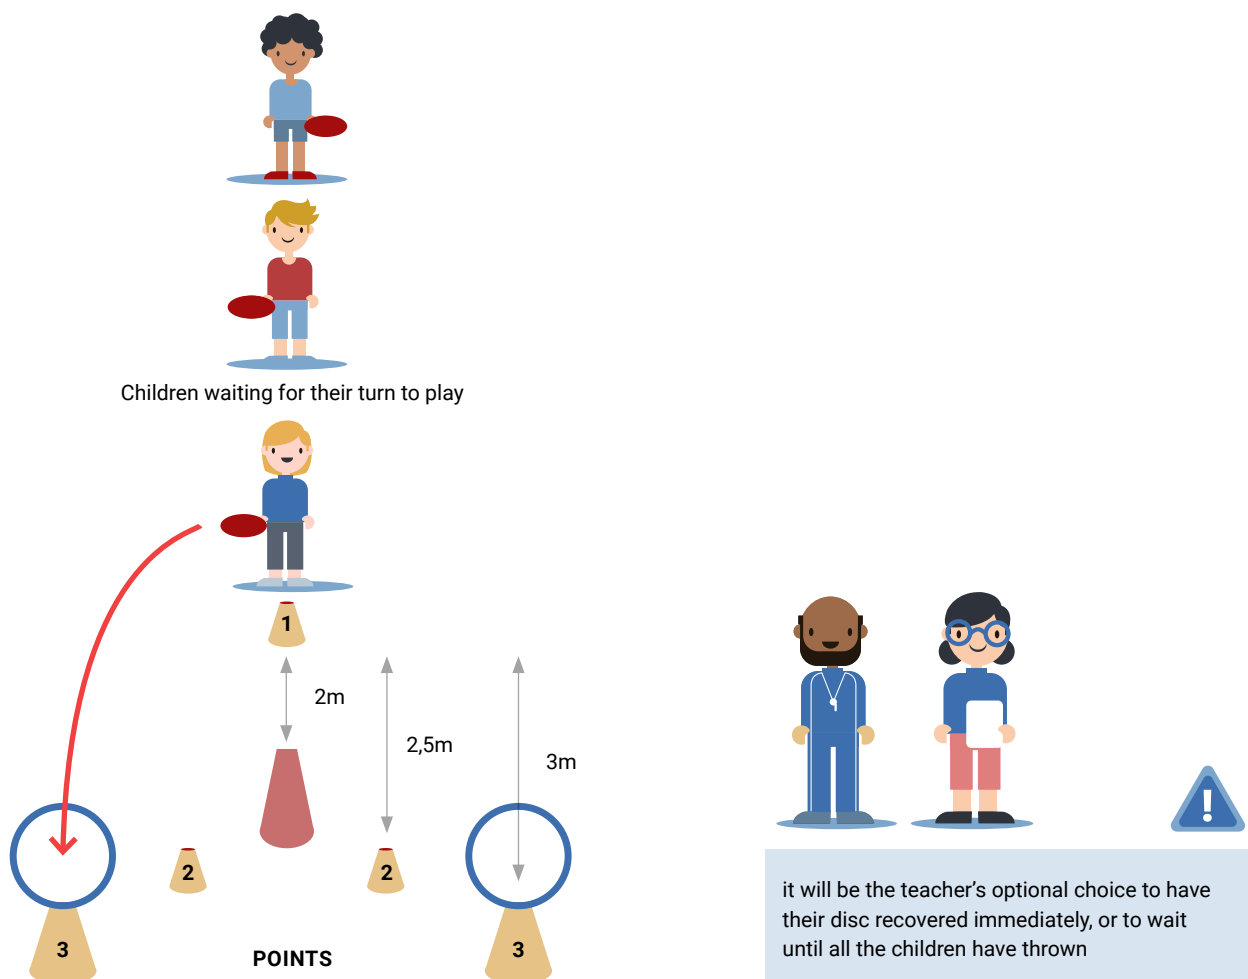 Children waiting for their turn to play
1
2m
2,5m
3m
2
2
3
3
POINTS
!
it will be the teacher’s optional choice to have
their disc recovered immediately, or to wait
until all the children have thrown